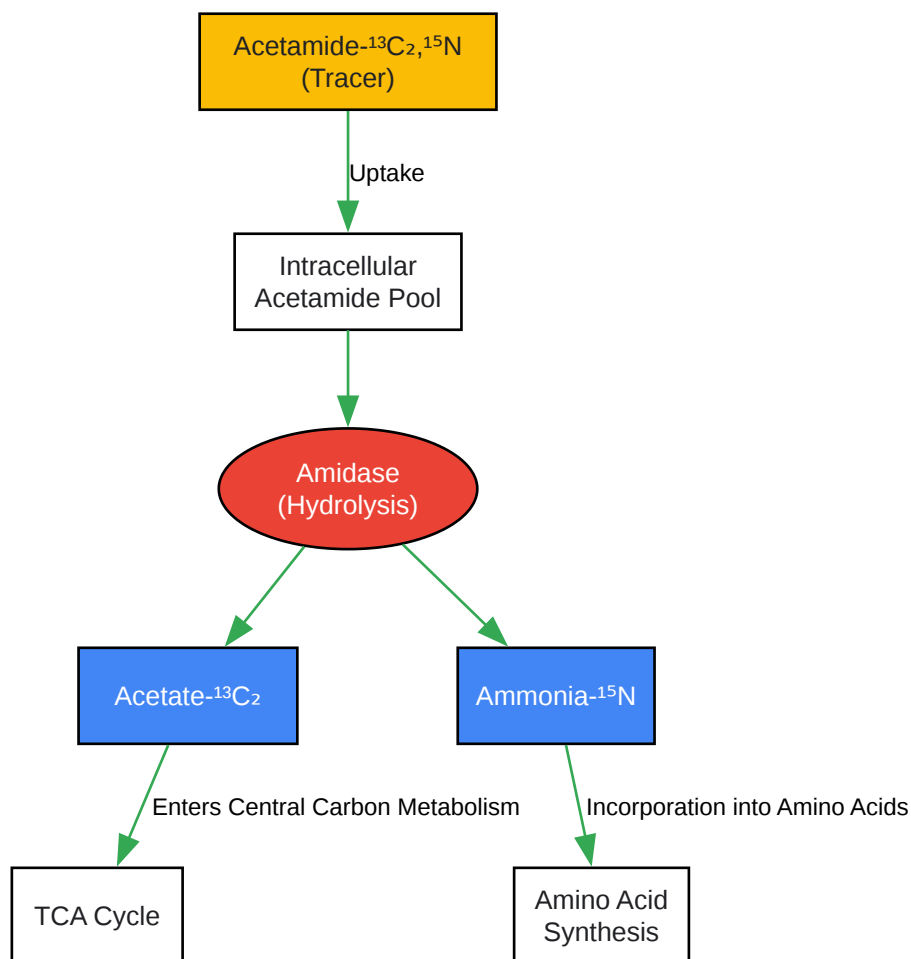 Acetamide-¹³C₂,¹⁵N
(Tracer)
Uptake
Intracellular
Acetamide Pool
Amidase
(Hydrolysis)
Acetate-¹³C₂
Ammonia-¹⁵N
Enters Central Carbon Metabolism
Incorporation into Amino Acids
TCA Cycle
Amino Acid
Synthesis